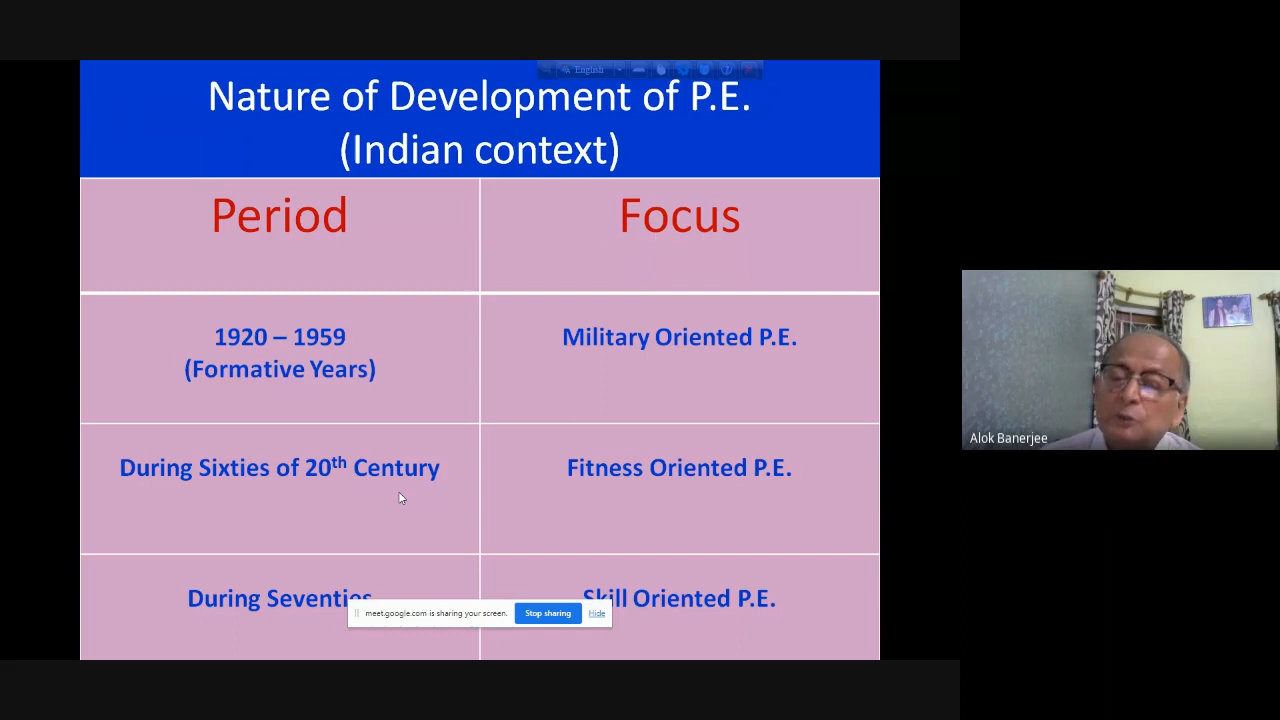 English
Nature of Development of P.E.
(Indian context)
Period
Focus
1920 – 1959
(Formative Years)
Military Oriented P.E.
During Sixties of 20th Century
Fitness Oriented P.E.
During Seventies
Skill Oriented P.E.
meet.google.com is sharing your screen.
Stop sharing
Hide
Alok Banerjee